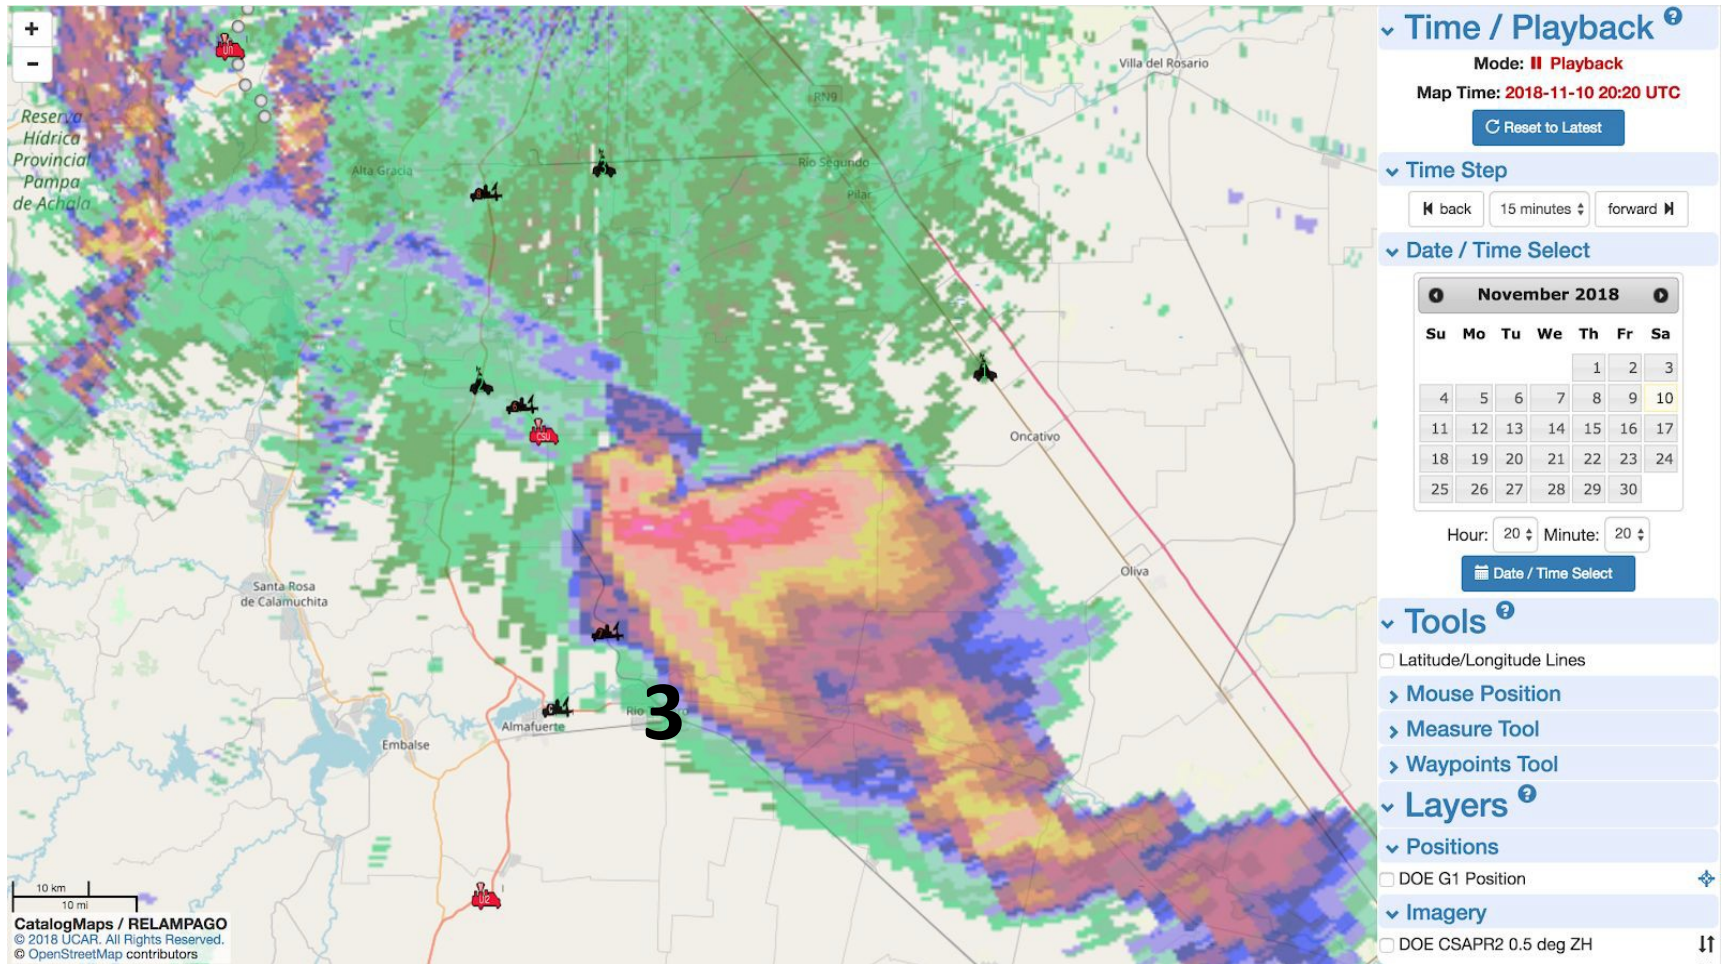 +
−
Un
Reserva
Hídrica
Provincial
Pampa
de Achala
Alta Gracia
RN9
Villa del Rosario
Río Segundo
Pilar
CSU
Oncativo
Oliva
Santa Rosa
de Calamuchita
3
Río
Almafuerte
Embalse
10 km
10 mi
CatalogMaps / RELAMPAGO
© 2018 UCAR. All Rights Reserved.
© OpenStreetMap contributors
Time / Playback ?
Mode: Playback
Map Time: 2018-11-10 20:20 UTC
Reset to Latest
Time Step
back 15 minutes forward
Date / Time Select
November 2018
Su Mo Tu We Th Fr Sa
1 2 3
4 5 6 7 8 9 10
11 12 13 14 15 16 17
18 19 20 21 22 23 24
25 26 27 28 29 30
Hour: 20 Minute: 20
Date / Time Select
Tools ?
Latitude/Longitude Lines
Mouse Position
Measure Tool
Waypoints Tool
Layers ?
Positions
DOE G1 Position
Imagery
DOE CSAPR2 0.5 deg ZH